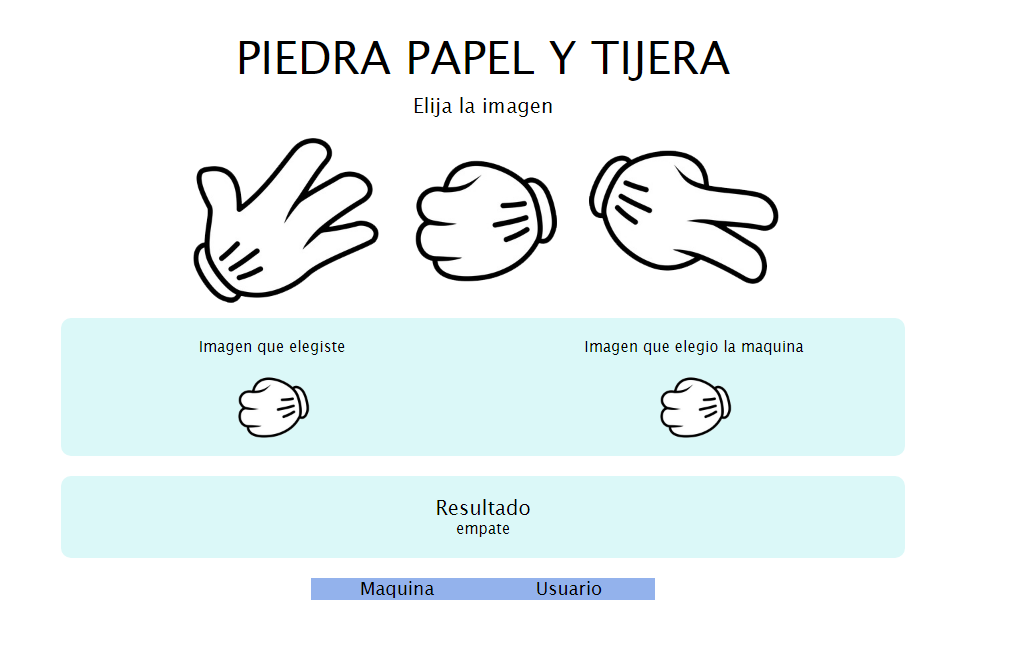 PIEDRA PAPEL Y TIJERA
Elija la imagen
Imagen que elegiste
Imagen que elegio la maquina
Resultado
empate
Maquina Usuario